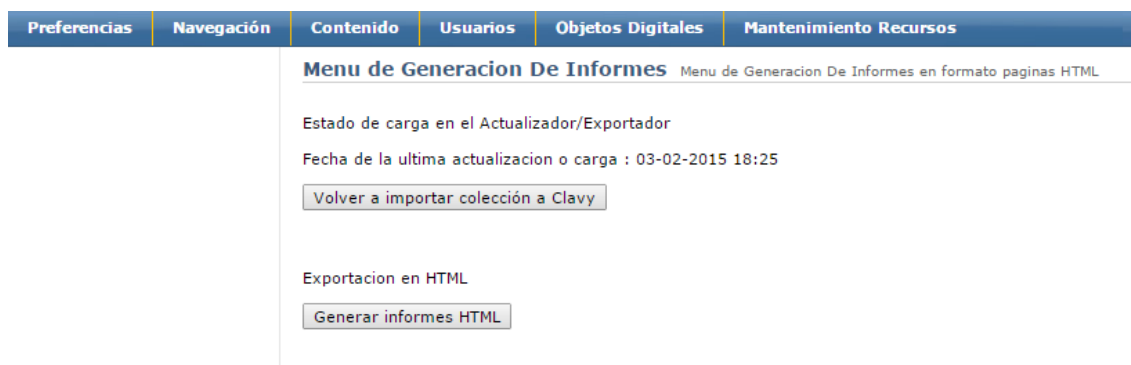 Preferencias Navegación Contenido Usuarios Objetos Digitales Mantenimiento Recursos
Menu de Generacion De Informes Menu de Generacion De Informes en formato paginas HTML
Estado de carga en el Actualizador/Exportador
Fecha de la ultima actualizacion o carga : 03-02-2015 18:25
Volver a importar colección a Clavy
Exportacion en HTML
Generar informes HTML